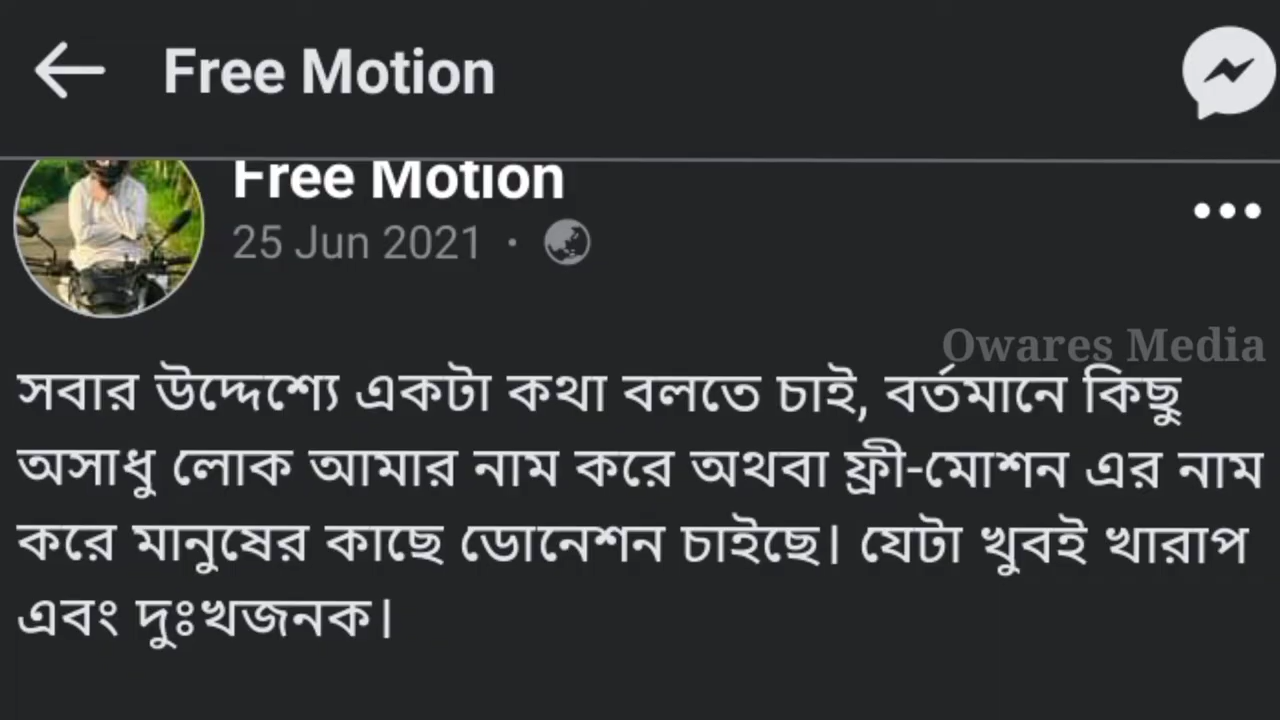 Free Motion
Free Motion
25 Jun 2021 ·
Owares Media
সবার উদ্দেশ্যে একটা কথা বলতে চাই, বর্তমানে কিছু
অসাধু লোক আমার নাম করে অথবা ফ্রী-মোশন এর নাম
করে মানুষের কাছে ডোনেশন চাইছে। যেটা খুবই খারাপ
এবং দুঃখজনক।